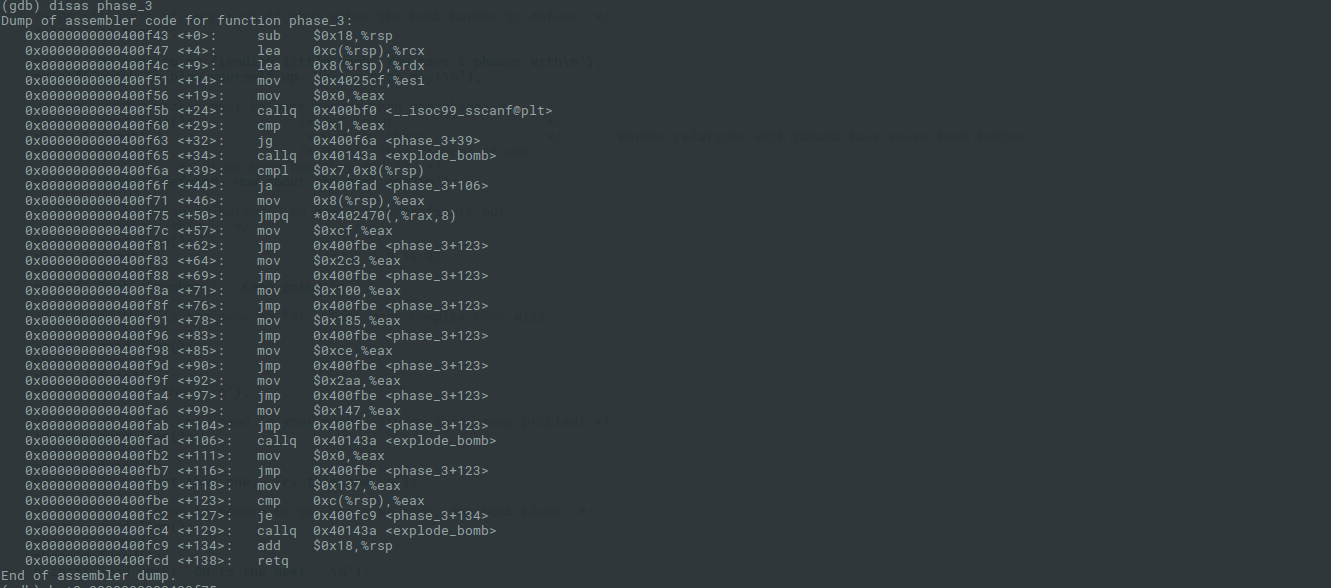 (gdb) disas phase_3
Dump of assembler code for function phase_3:
   0x0000000000400f43 <+0>:     sub    $0x18,%rsp
   0x0000000000400f47 <+4>:     lea    0xc(%rsp),%rcx
   0x0000000000400f4c <+9>:     lea    0x8(%rsp),%rdx
   0x0000000000400f51 <+14>:    mov    $0x4025cf,%esi
   0x0000000000400f56 <+19>:    mov    $0x0,%eax
   0x0000000000400f5b <+24>:    callq  0x400bf0 <__isoc99_sscanf@plt>
   0x0000000000400f60 <+29>:    cmp    $0x1,%eax
   0x0000000000400f63 <+32>:    jg     0x400f6a <phase_3+39>
   0x0000000000400f65 <+34>:    callq  0x40143a <explode_bomb>
   0x0000000000400f6a <+39>:    cmpl   $0x7,0x8(%rsp)
   0x0000000000400f6f <+44>:    ja     0x400fad <phase_3+106>
   0x0000000000400f71 <+46>:    mov    0x8(%rsp),%eax
   0x0000000000400f75 <+50>:    jmpq   *0x402470(,%rax,8)
   0x0000000000400f7c <+57>:    mov    $0xcf,%eax
   0x0000000000400f81 <+62>:    jmp    0x400fbe <phase_3+123>
   0x0000000000400f83 <+64>:    mov    $0x2c3,%eax
   0x0000000000400f88 <+69>:    jmp    0x400fbe <phase_3+123>
   0x0000000000400f8a <+71>:    mov    $0x100,%eax
   0x0000000000400f8f <+76>:    jmp    0x400fbe <phase_3+123>
   0x0000000000400f91 <+78>:    mov    $0x185,%eax
   0x0000000000400f96 <+83>:    jmp    0x400fbe <phase_3+123>
   0x0000000000400f98 <+85>:    mov    $0xce,%eax
   0x0000000000400f9d <+90>:    jmp    0x400fbe <phase_3+123>
   0x0000000000400f9f <+92>:    mov    $0x2aa,%eax
   0x0000000000400fa4 <+97>:    jmp    0x400fbe <phase_3+123>
   0x0000000000400fa6 <+99>:    mov    $0x147,%eax
   0x0000000000400fab <+104>:   jmp    0x400fbe <phase_3+123>
   0x0000000000400fad <+106>:   callq  0x40143a <explode_bomb>
   0x0000000000400fb2 <+111>:   mov    $0x0,%eax
   0x0000000000400fb7 <+116>:   jmp    0x400fbe <phase_3+123>
   0x0000000000400fb9 <+118>:   mov    $0x137,%eax
   0x0000000000400fbe <+123>:   cmp    0xc(%rsp),%eax
   0x0000000000400fc2 <+127>:   je     0x400fc9 <phase_3+134>
   0x0000000000400fc4 <+129>:   callq  0x40143a <explode_bomb>
   0x0000000000400fc9 <+134>:   add    $0x18,%rsp
   0x0000000000400fcd <+138>:   retq
End of assembler dump.